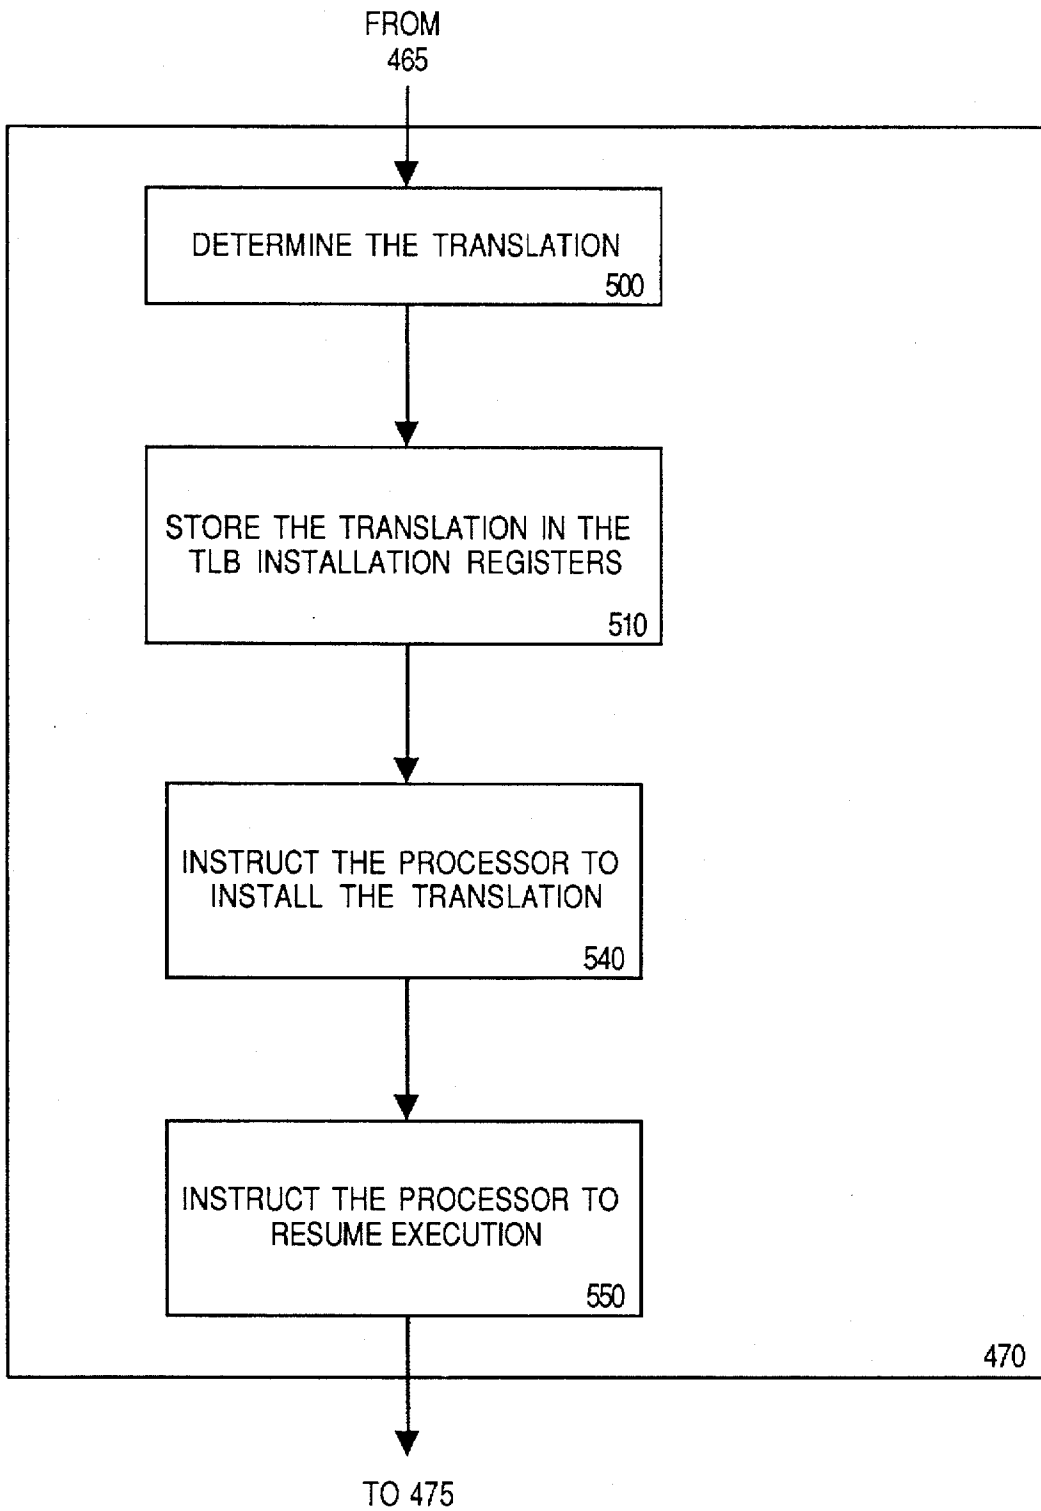 FROM
465
DETERMINE THE TRANSLATION
500
STORE THE TRANSLATION IN THE
TLB INSTALLATION REGISTERS
510
INSTRUCT THE PROCESSOR TO
INSTALL THE TRANSLATION
540
INSTRUCT THE PROCESSOR TO
RESUME EXECUTION
550
470
TO 475